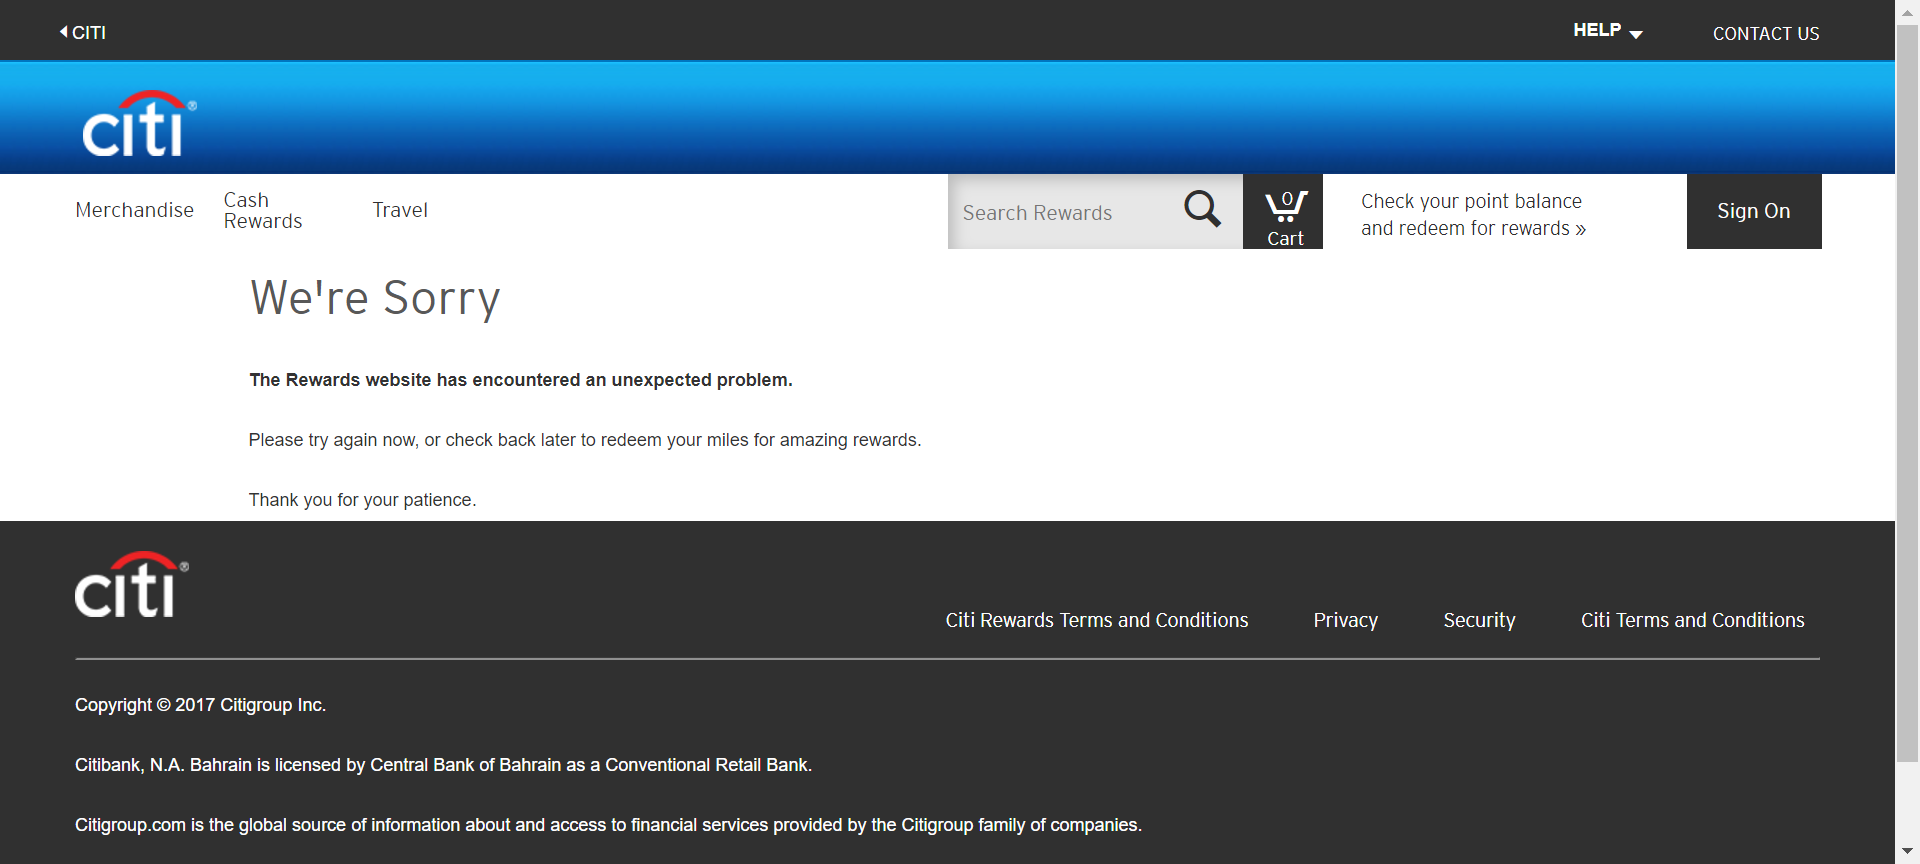 CITI
HELP
CONTACT US
citi®
Merchandise
Cash
Rewards
Travel
Search Rewards
0
Cart
Check your point balance
and redeem for rewards »
Sign On
We're Sorry
The Rewards website has encountered an unexpected problem.
Please try again now, or check back later to redeem your miles for amazing rewards.
Thank you for your patience.
citi®
Citi Rewards Terms and Conditions
Privacy
Security
Citi Terms and Conditions
Copyright © 2017 Citigroup Inc.
Citibank, N.A. Bahrain is licensed by Central Bank of Bahrain as a Conventional Retail Bank.
Citigroup.com is the global source of information about and access to financial services provided by the Citigroup family of companies.